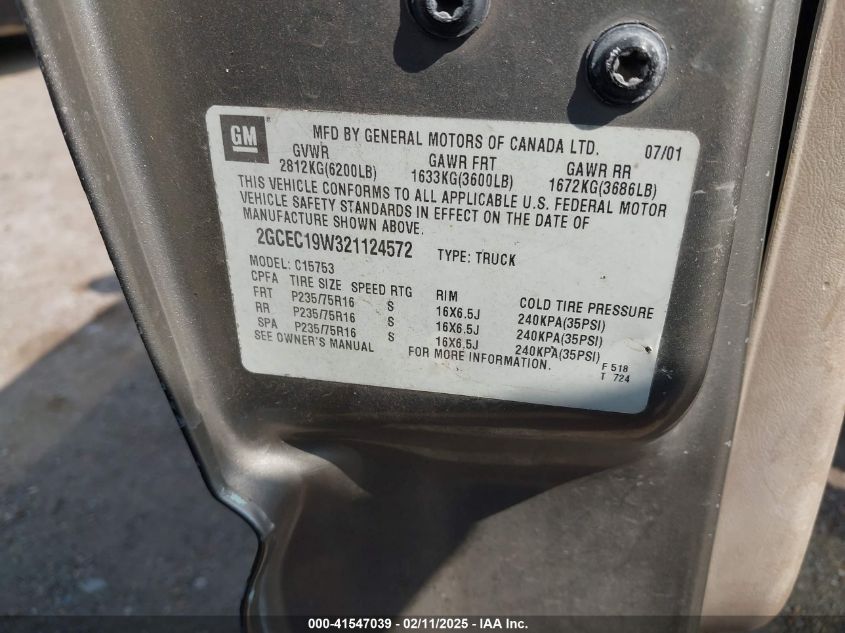 GM
MFD BY GENERAL MOTORS OF CANADA LTD. 07/01
GVWR GAWR FRT GAWR RR
2812KG(6200LB) 1633KG(3600LB) 1672KG(3686LB)
THIS VEHICLE CONFORMS TO ALL APPLICABLE U.S. FEDERAL MOTOR
VEHICLE SAFETY STANDARDS IN EFFECT ON THE DATE OF
MANUFACTURE SHOWN ABOVE.
2GCEC19W321124572 TYPE: TRUCK
MODEL: C15753
CPFA TIRE SIZE SPEED RTG RIM COLD TIRE PRESSURE
FRT P235/75R16 S 16X6.5J 240KPA(35PSI)
RR P235/75R16 S 16X6.5J 240KPA(35PSI)
SPA P235/75R16 S 16X6.5J 240KPA(35PSI)
SEE OWNER'S MANUAL FOR MORE INFORMATION.
F 518
T 724
000-41547039 - 02/11/2025 - IAA Inc.